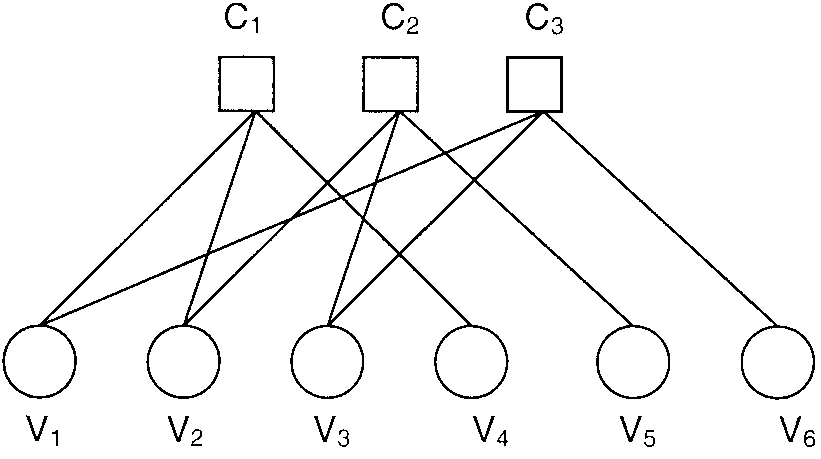 C₁ C₂ C₃
V₁ V₂ V₃ V₄ V₅ V₆